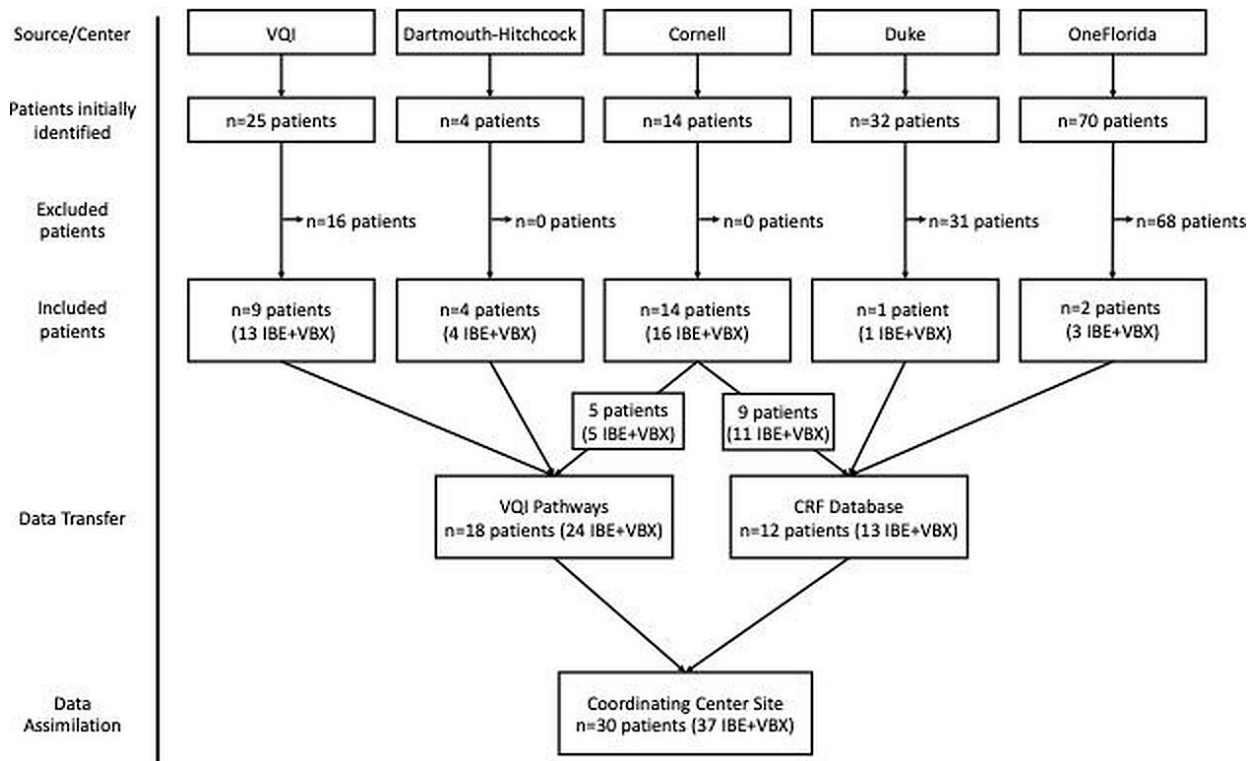 Source/Center
VQI
Dartmouth-Hitchcock
Cornell
Duke
OneFlorida
Patients initially
identified
n=25 patients
n=4 patients
n=14 patients
n=32 patients
n=70 patients
Excluded
patients
n=16 patients
n=0 patients
n=0 patients
n=31 patients
n=68 patients
Included
patients
n=9 patients
(13 IBE+VBX)
n=4 patients
(4 IBE+VBX)
n=14 patients
(16 IBE+VBX)
n=1 patient
(1 IBE+VBX)
n=2 patients
(3 IBE+VBX)
5 patients
(5 IBE+VBX)
9 patients
(11 IBE+VBX)
Data Transfer
VQI Pathways
n=18 patients (24 IBE+VBX)
CRF Database
n=12 patients (13 IBE+VBX)
Data
Assimilation
Coordinating Center Site
n=30 patients (37 IBE+VBX)